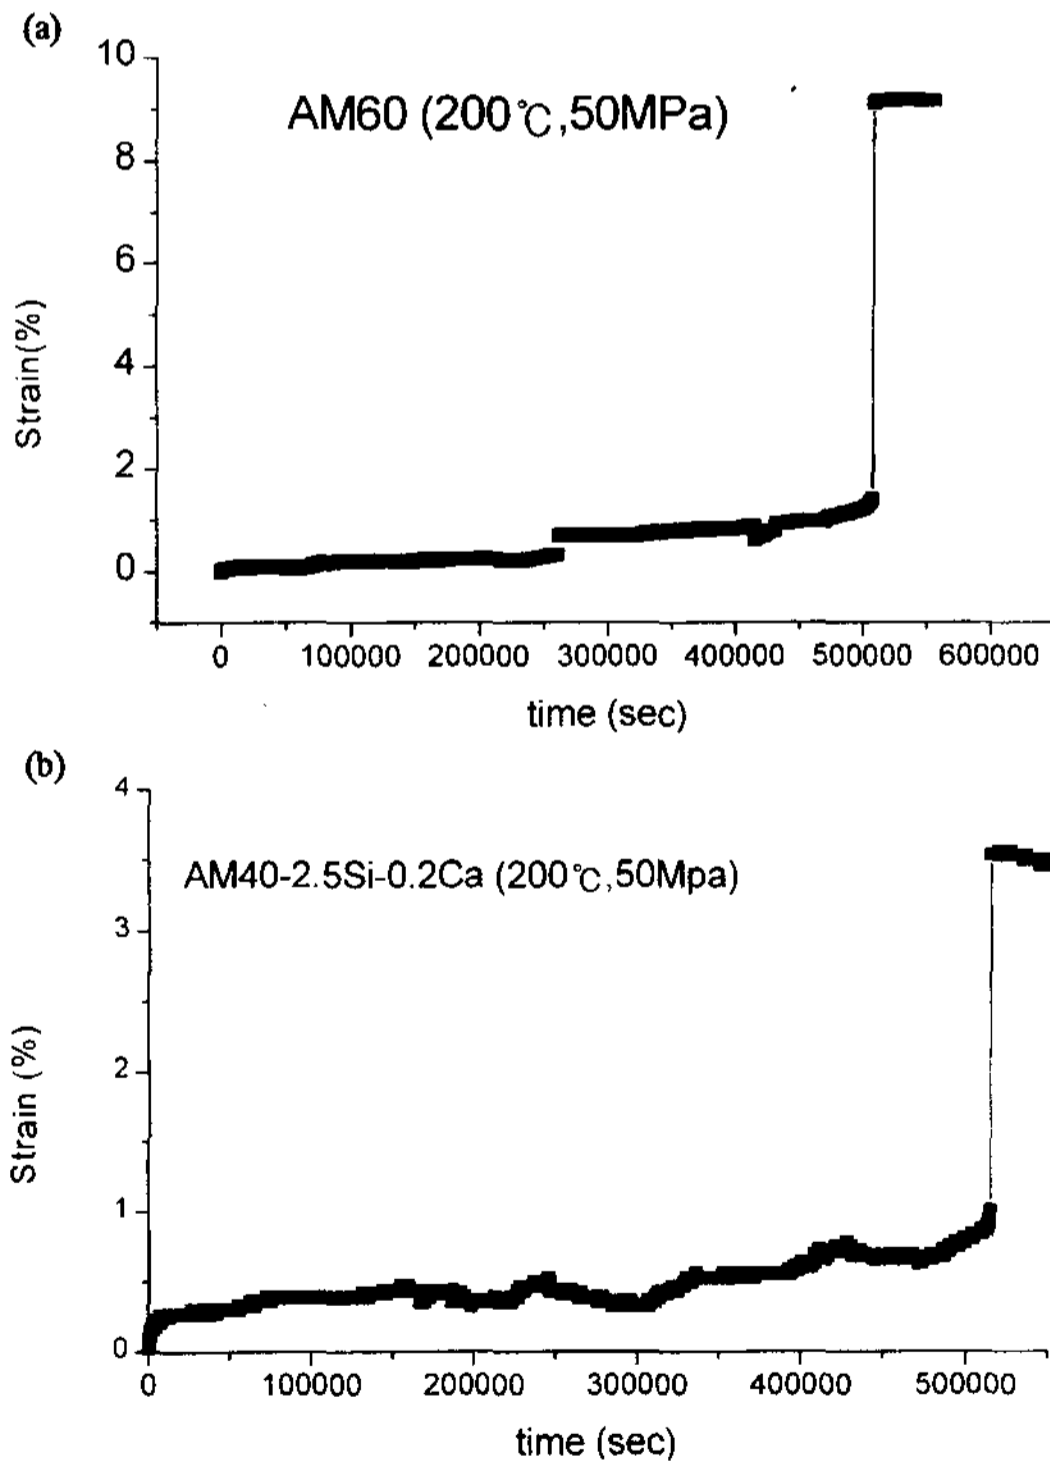 (a)
10
8
6
4
2
0
Strain(%)
AM60 (200℃,50MPa)
0 100000 200000 300000 400000 500000 600000
time (sec)
(b)
4
3
2
1
0
Strain (%)
AM40-2.5Si-0.2Ca (200℃,50Mpa)
0 100000 200000 300000 400000 500000
time (sec)